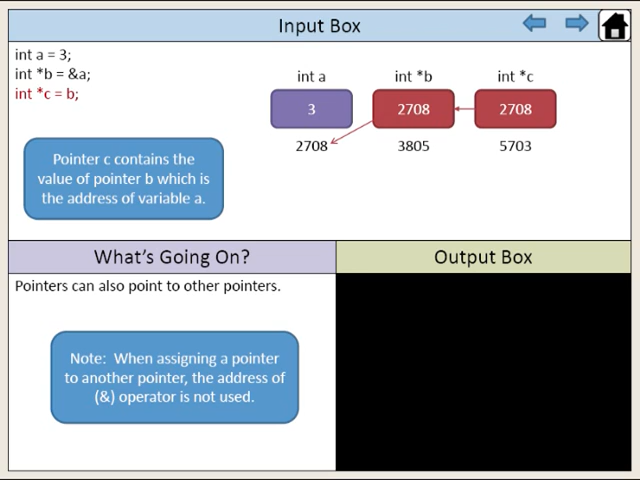 Input Box
int a = 3;
int *b = &a;
int *c = b;
int a
int *b
int *c
3
2708
2708
2708
3805
5703
Pointer c contains the
value of pointer b which is
the address of variable a.
What's Going On?
Output Box
Pointers can also point to other pointers.
Note: When assigning a pointer
to another pointer, the address of
(&) operator is not used.